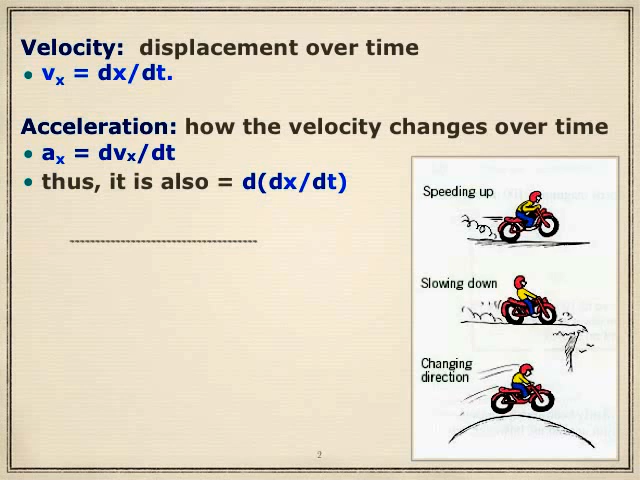 Velocity: displacement over time
• vx = dx/dt.
Acceleration: how the velocity changes over time
• ax = dvx/dt
• thus, it is also = d(dx/dt)
Speeding up
Slowing down
Changing
direction
2